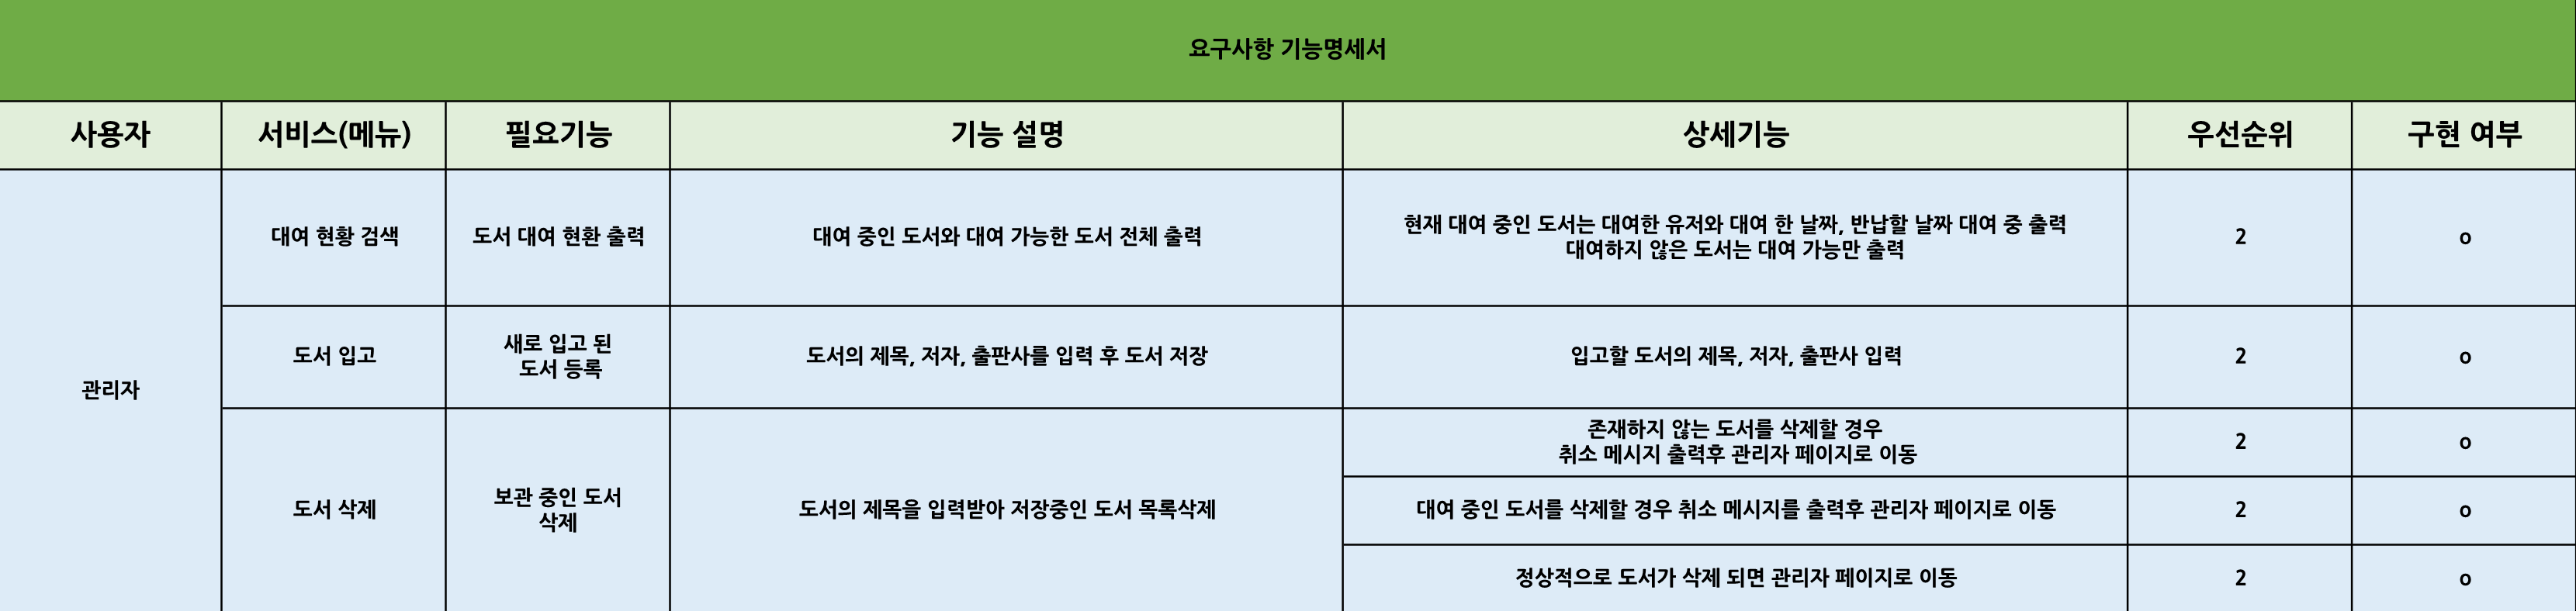 요구사항 기능명세서
사용자 서비스(메뉴) 필요기능 기능 설명 상세기능 우선순위 구현 여부
관리자
대여 현황 검색
도서 대여 현환 출력
대여 중인 도서와 대여 가능한 도서 전체 출력
현재 대여 중인 도서는 대여한 유저와 대여 한 날짜, 반납할 날짜 대여 중 출력
대여하지 않은 도서는 대여 가능만 출력
2
o
도서 입고
새로 입고 된
도서 등록
도서의 제목, 저자, 출판사를 입력 후 도서 저장
입고할 도서의 제목, 저자, 출판사 입력
2
o
도서 삭제
보관 중인 도서
삭제
도서의 제목을 입력받아 저장중인 도서 목록삭제
존재하지 않는 도서를 삭제할 경우
취소 메시지 출력후 관리자 페이지로 이동
2
o
대여 중인 도서를 삭제할 경우 취소 메시지를 출력후 관리자 페이지로 이동
2
o
정상적으로 도서가 삭제 되면 관리자 페이지로 이동
2
o